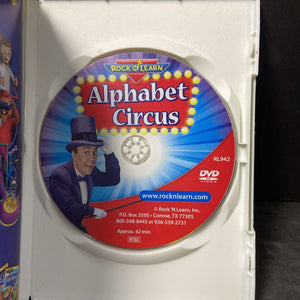 ROCK 'N LEARN
Alphabet
Circus
RL942
DVD
VIDEO
www.rocknlearn.com
© Rock 'N Learn, Inc.
P.O. Box 3595 • Conroe, TX 77305
800-348-8445 or 936-539-2731
Approx. 42 min.
NTSC